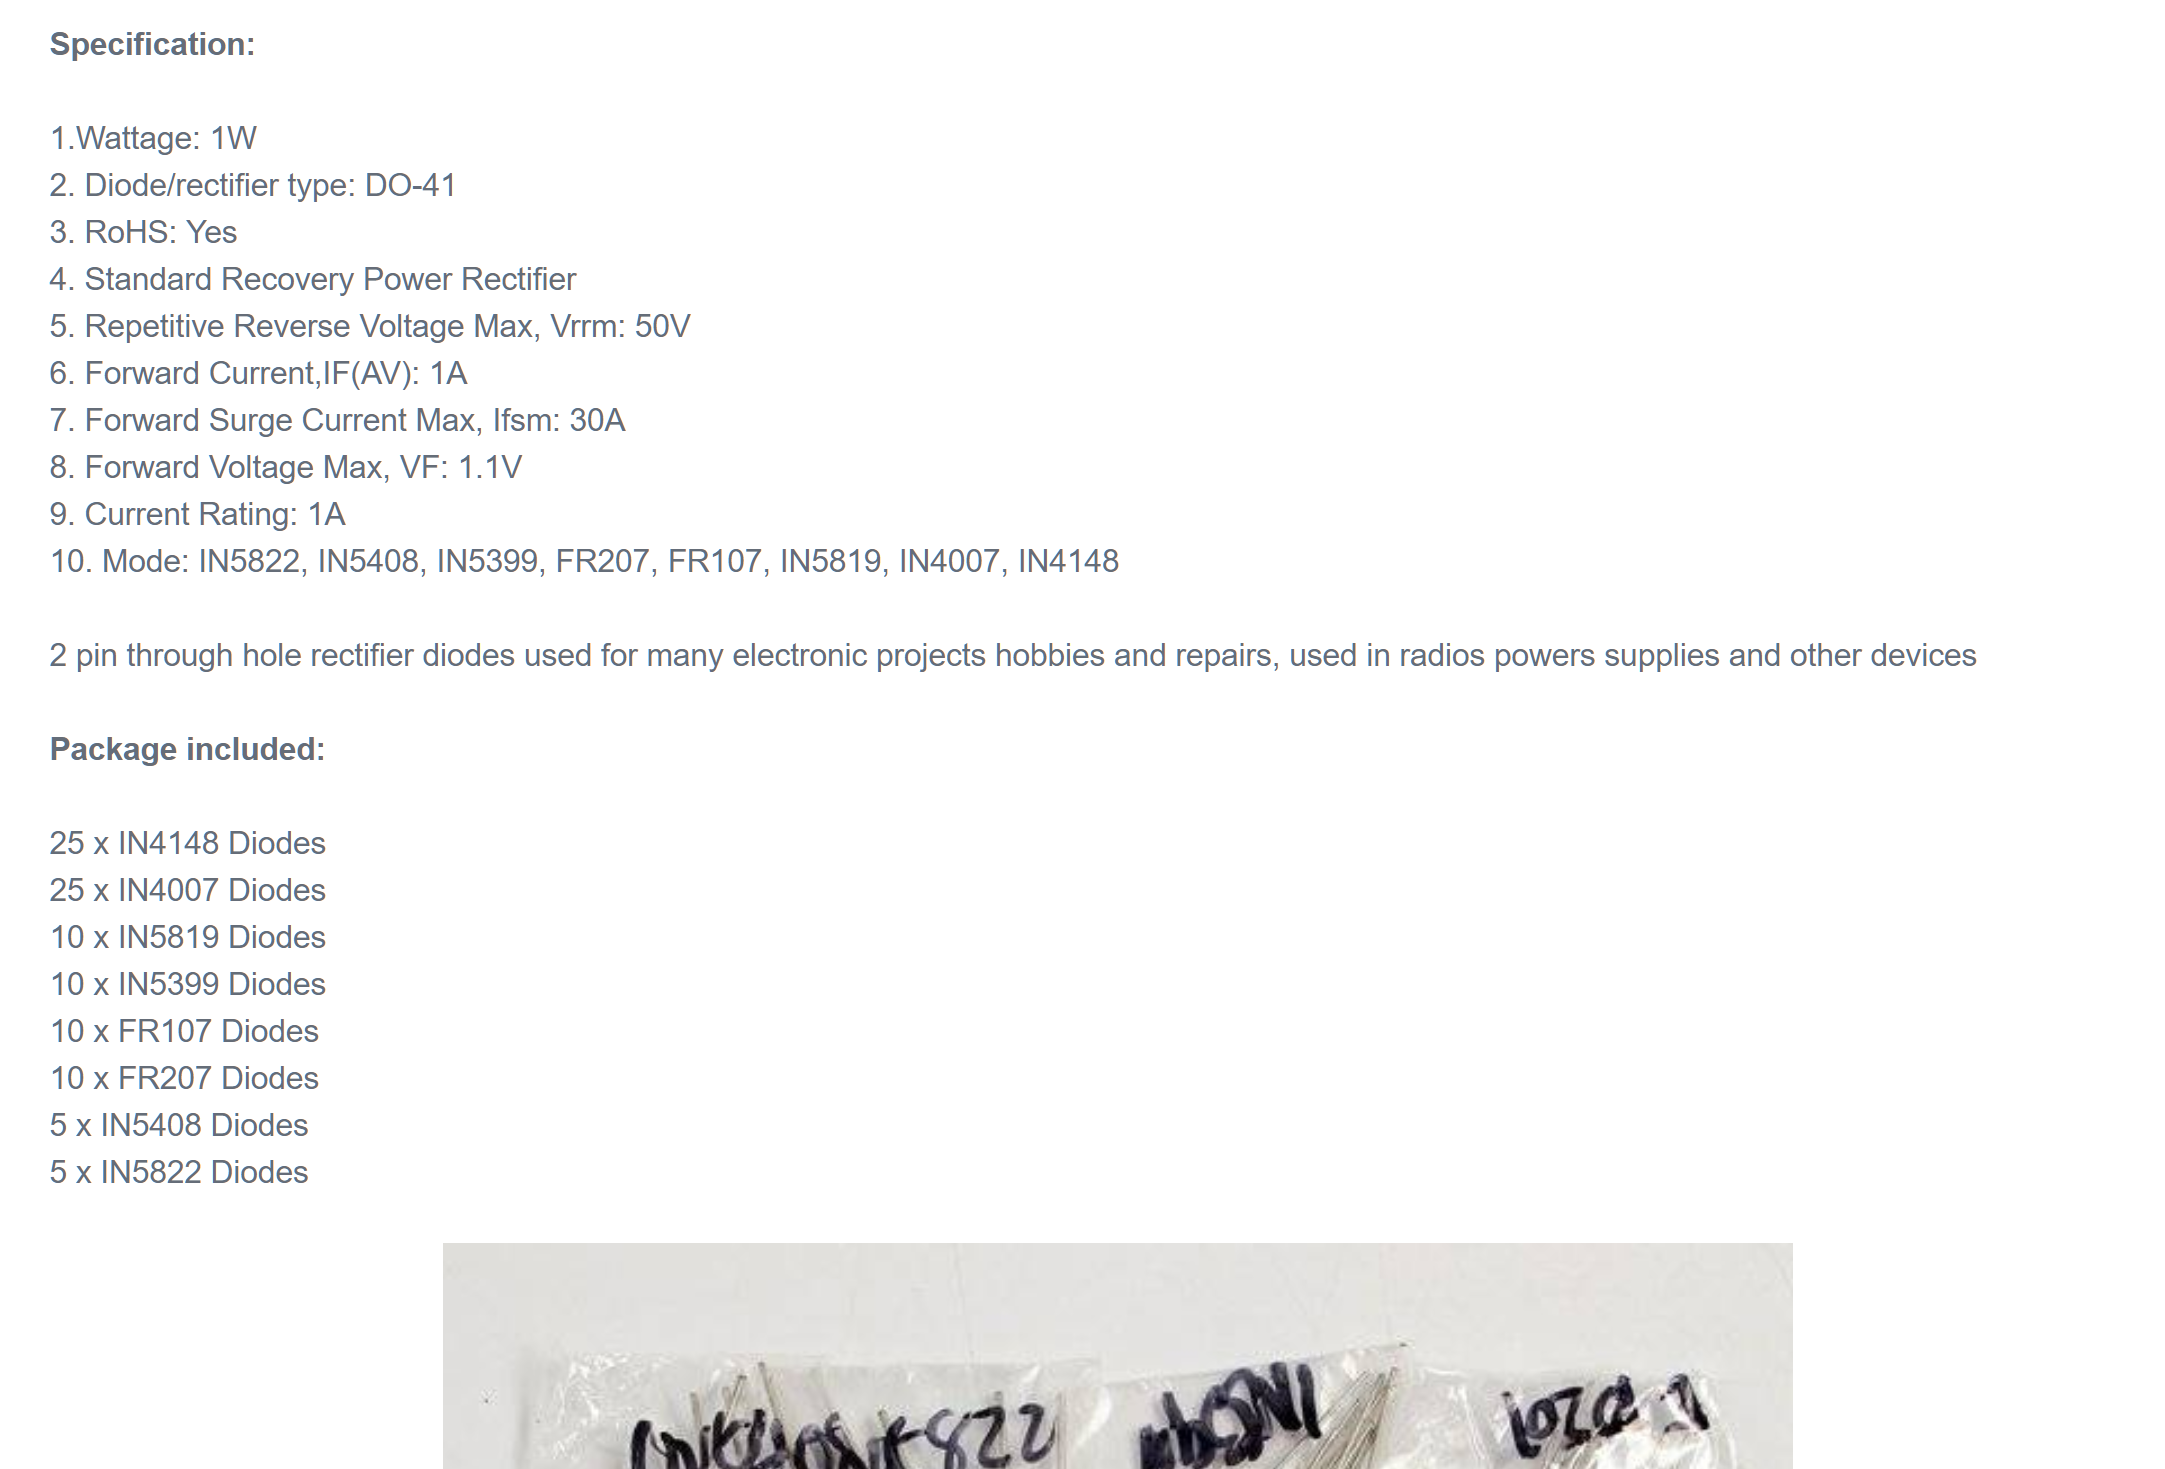 Specification:
1.Wattage: 1W
2. Diode/rectifier type: DO-41
3. RoHS: Yes
4. Standard Recovery Power Rectifier
5. Repetitive Reverse Voltage Max, Vrrm: 50V
6. Forward Current,IF(AV): 1A
7. Forward Surge Current Max, Ifsm: 30A
8. Forward Voltage Max, VF: 1.1V
9. Current Rating: 1A
10. Mode: IN5822, IN5408, IN5399, FR207, FR107, IN5819, IN4007, IN4148
2 pin through hole rectifier diodes used for many electronic projects hobbies and repairs, used in radios powers supplies and other devices
Package included:
25 x IN4148 Diodes
25 x IN4007 Diodes
10 x IN5819 Diodes
10 x IN5399 Diodes
10 x FR107 Diodes
10 x FR207 Diodes
5 x IN5408 Diodes
5 x IN5822 Diodes